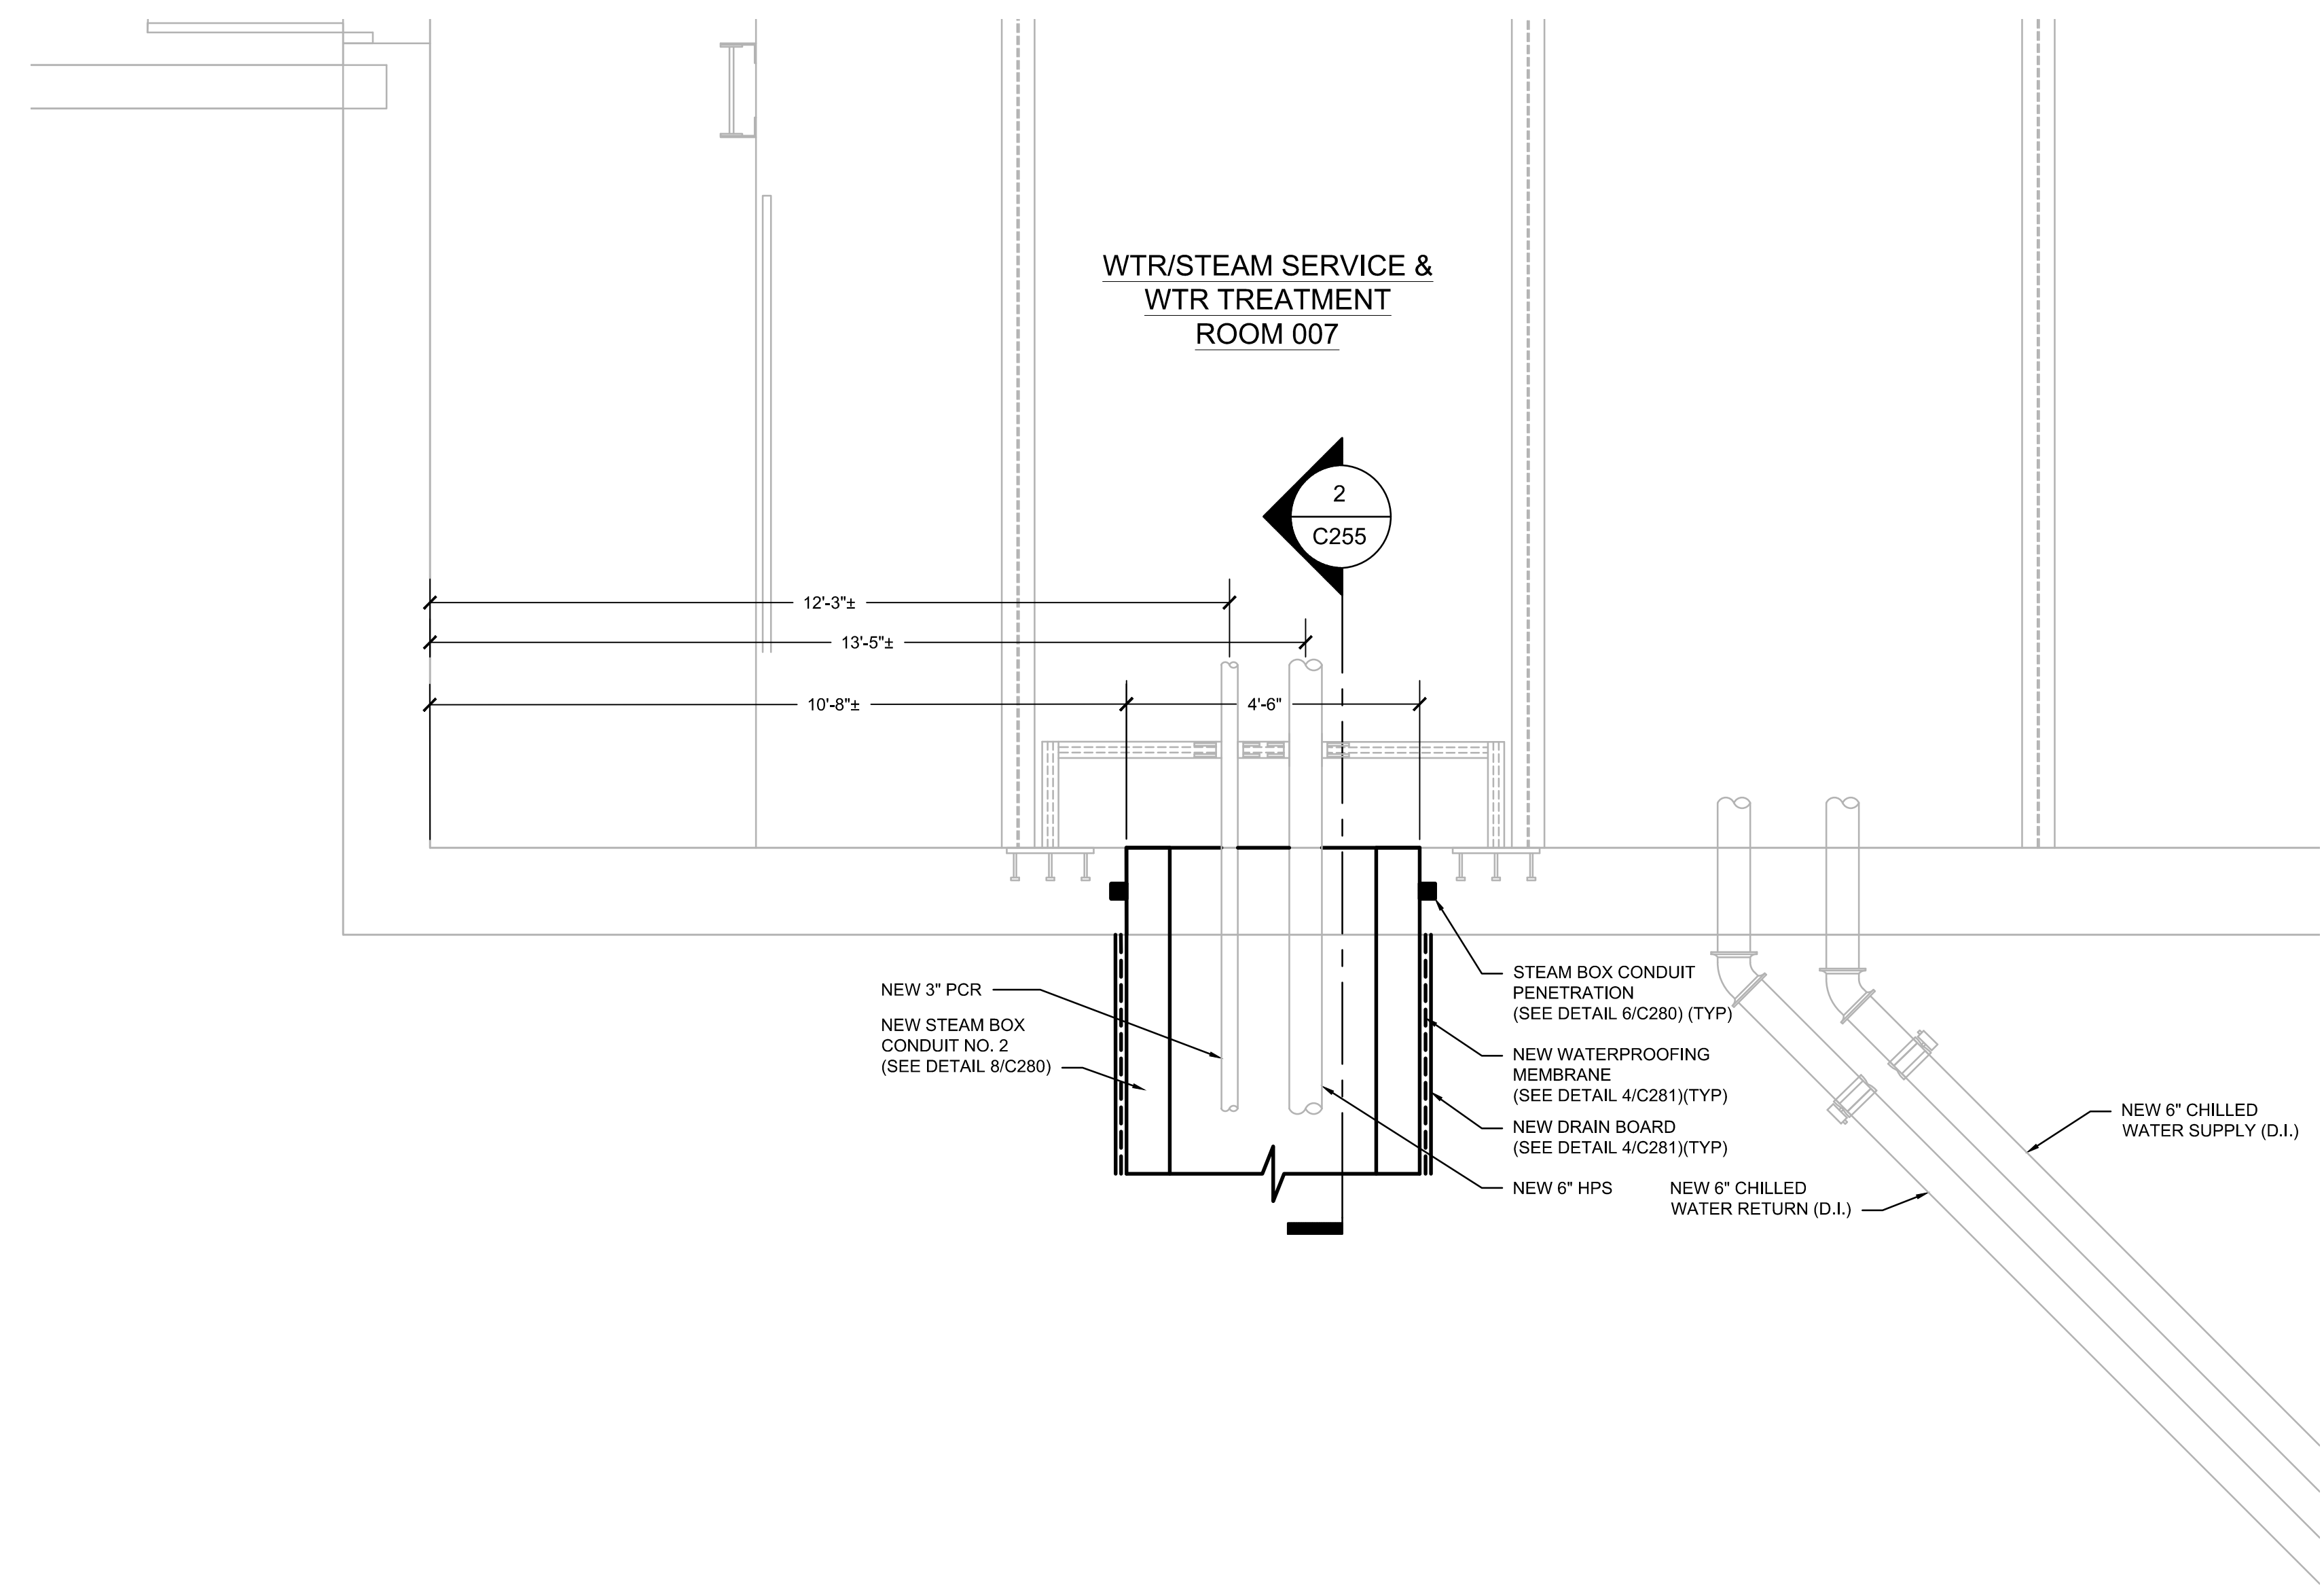 WTR/STEAM SERVICE &
WTR TREATMENT
ROOM 007
2
C255
12'-3"±
13'-5"±
10'-8"±
4'-6"
NEW 3" PCR
NEW STEAM BOX
CONDUIT NO. 2
(SEE DETAIL 8/C280)
STEAM BOX CONDUIT
PENETRATION
(SEE DETAIL 6/C280) (TYP)
NEW WATERPROOFING
MEMBRANE
(SEE DETAIL 4/C281)(TYP)
NEW DRAIN BOARD
(SEE DETAIL 4/C281)(TYP)
NEW 6" HPS
NEW 6" CHILLED
WATER RETURN (D.I.)
NEW 6" CHILLED
WATER SUPPLY (D.I.)